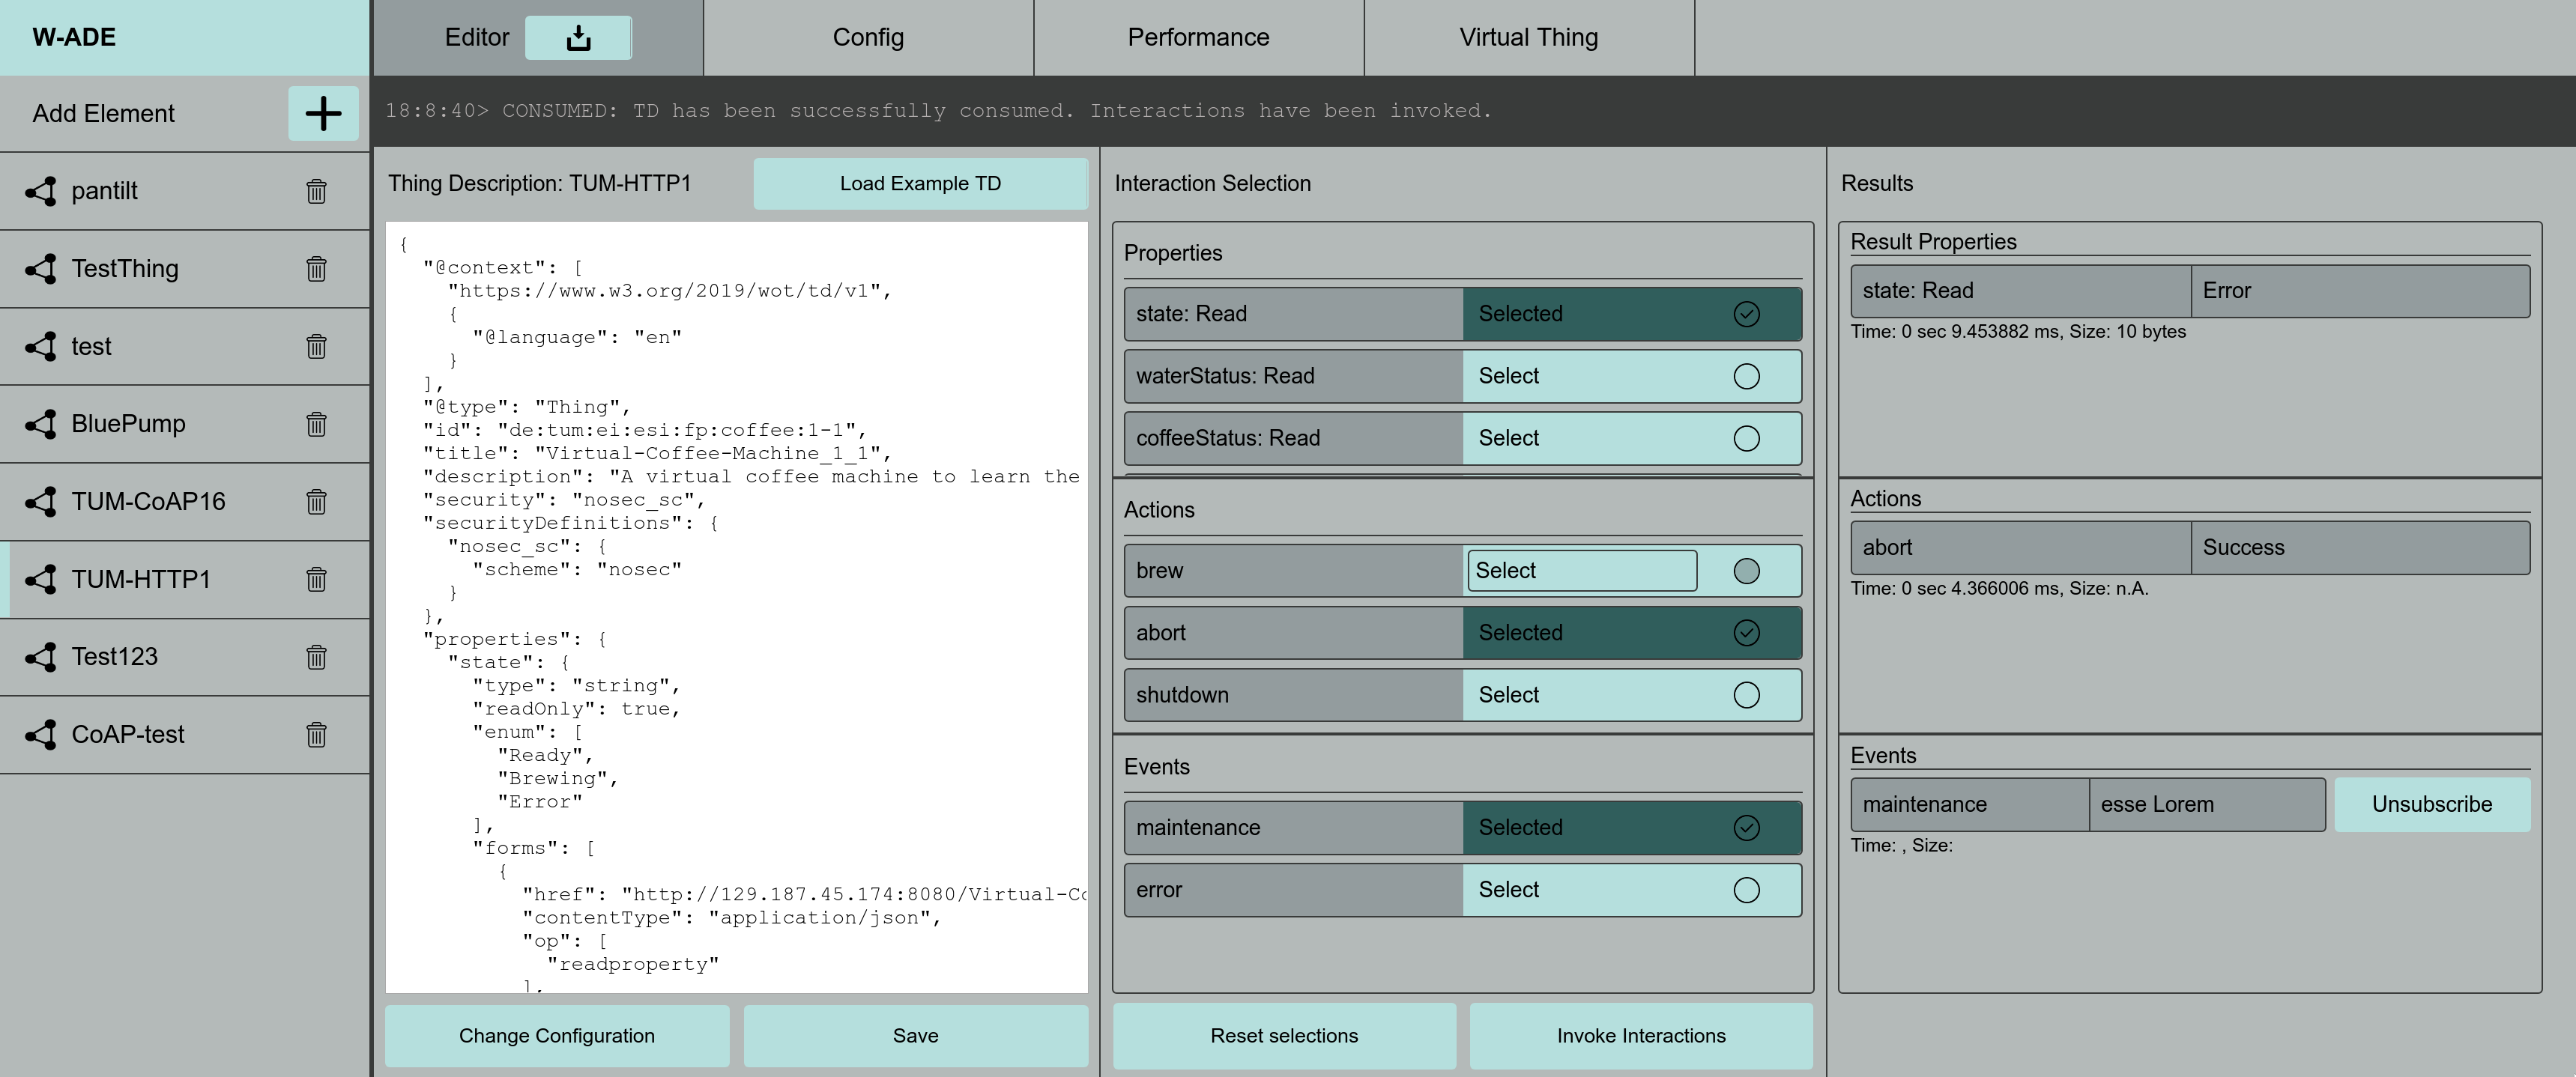 W-ADE
Editor
Config
Performance
Virtual Thing
Add Element
pantilt
TestThing
test
BluePump
TUM-CoAP16
TUM-HTTP1
Test123
CoAP-test
18:8:40> CONSUMED: TD has been successfully consumed. Interactions have been invoked.
Thing Description: TUM-HTTP1
Load Example TD
{
"@context": [
"https://www.w3.org/2019/wot/td/v1",
{
"@language": "en"
}
],
"@type": "Thing",
"id": "de:tum:ei:esi:fp:coffee:1-1",
"title": "Virtual-Coffee-Machine_1_1",
"description": "A virtual coffee machine to learn the
"security": "nosec_sc",
"securityDefinitions": {
"nosec_sc": {
"scheme": "nosec"
}
},
"properties": {
"state": {
"type": "string",
"readOnly": true,
"enum": [
"Ready",
"Brewing",
"Error"
],
"forms": [
{
"href": "http://129.187.45.174:8080/Virtual-Co
"contentType": "application/json",
"op": [
"readproperty"
],
Change Configuration
Save
Interaction Selection
Properties
state: Read Selected
waterStatus: Read Select
coffeeStatus: Read Select
Actions
brew Select
abort Selected
shutdown Select
Events
maintenance Selected
error Select
Reset selections
Invoke Interactions
Results
Result Properties
state: Read Error
Time: 0 sec 9.453882 ms, Size: 10 bytes
Actions
abort Success
Time: 0 sec 4.366006 ms, Size: n.A.
Events
maintenance esse Lorem Unsubscribe
Time: , Size: